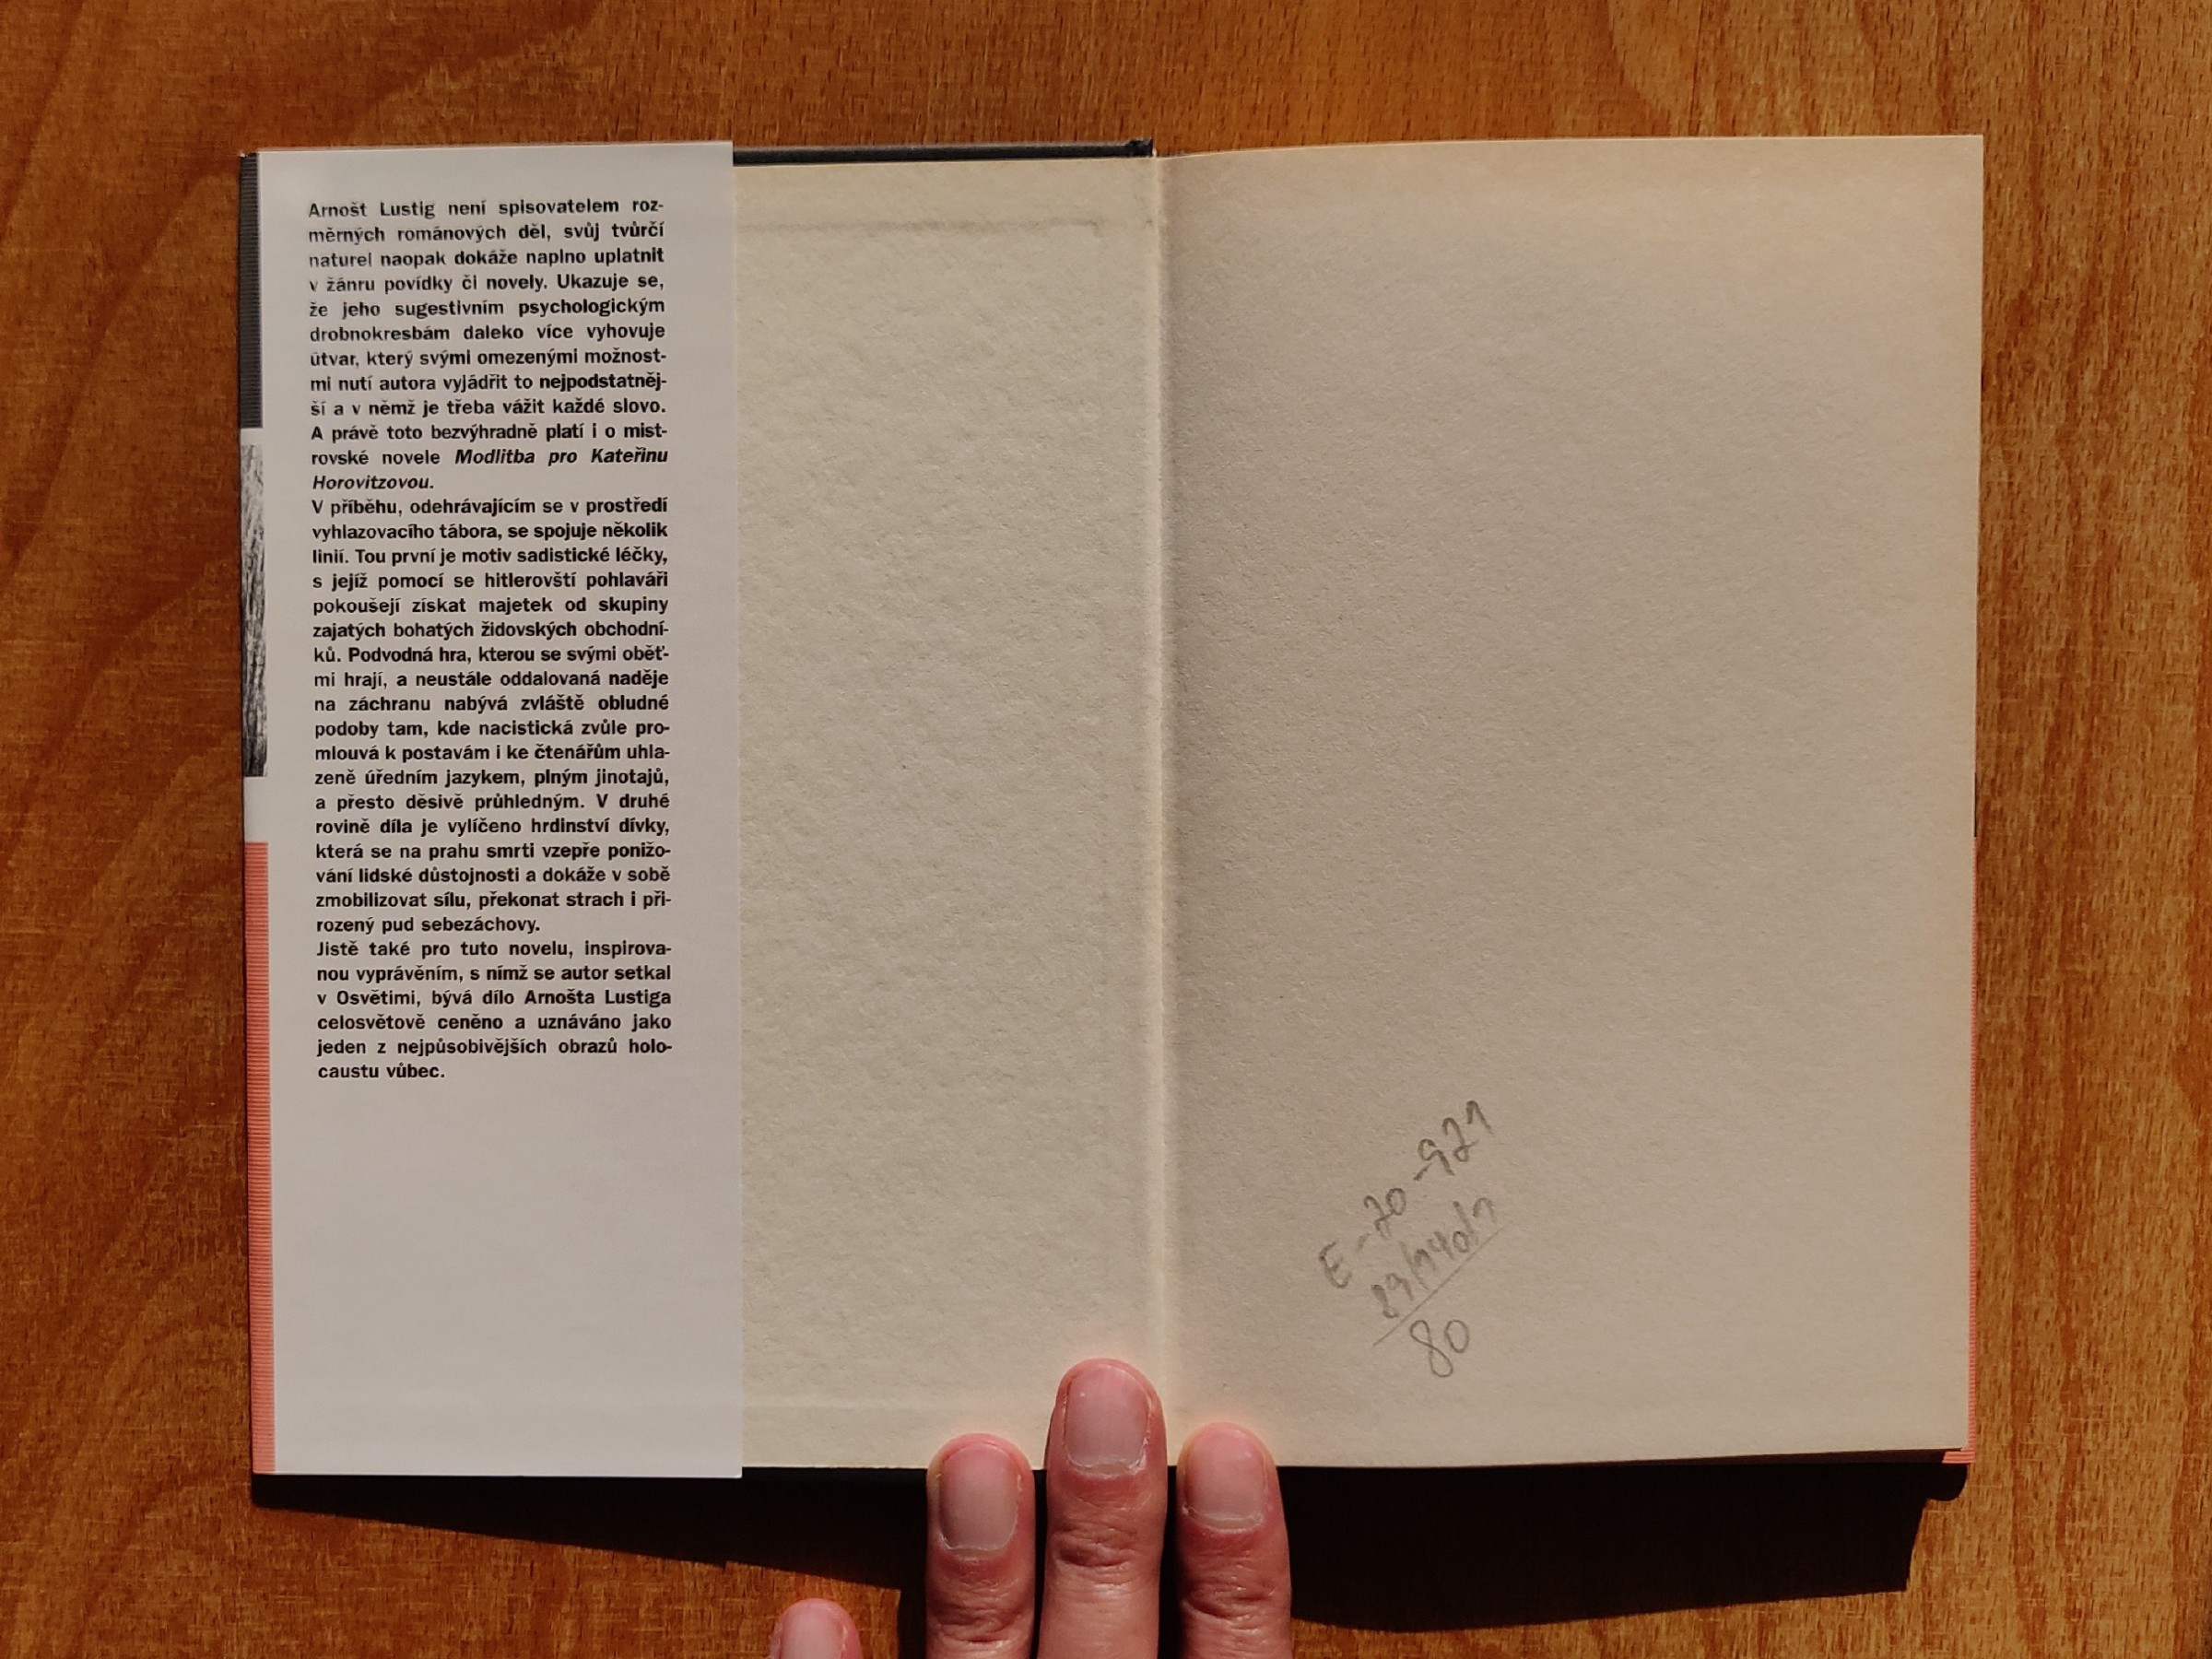 Arnošt Lustig není spisovatelem roz-
měrných románových děl, svůj tvůrčí
naturel naopak dokáže naplno uplatnit
v žánru povídky či novely. Ukazuje se,
že jeho sugestivním psychologickým
drobnokresbám daleko více vyhovuje
útvar, který svými omezenými možnost-
mi nutí autora vyjádřit to nejpodstatněj-
ší a v němž je třeba vážit každé slovo.
A právě toto bezvýhradně platí i o mist-
rovské novele Modlitba pro Kateřinu
Horovitzovou.
V příběhu, odehrávajícím se v prostředí
vyhlazovacího tábora, se spojuje několik
linií. Tou první je motiv sadistické léčky,
s jejíž pomocí se hitlerovští pohlaváři
pokoušejí získat majetek od skupiny
zajatých bohatých židovských obchodní-
ků. Podvodná hra, kterou se svými oběť-
mi hrají, a neustále oddalovaná naděje
na záchranu nabývá zvláště obludné
podoby tam, kde nacistická zvůle pro-
mlouvá k postavám i ke čtenářům uhla-
zeně úředním jazykem, plným jinotajů,
a přesto děsivě průhledným. V druhé
rovině díla je vylíčeno hrdinství dívky,
která se na prahu smrti vzepře ponižo-
vání lidské důstojnosti a dokáže v sobě
zmobilizovat sílu, překonat strach i při-
rozený pud sebezáchovy.
Jistě také pro tuto novelu, inspirova-
nou vyprávěním, s nímž se autor setkal
v Osvětimi, bývá dílo Arnošta Lustiga
celosvětově ceněno a uznáváno jako
jeden z nejpůsobivějších obrazů holo-
caustu vůbec.
E-20-921
80